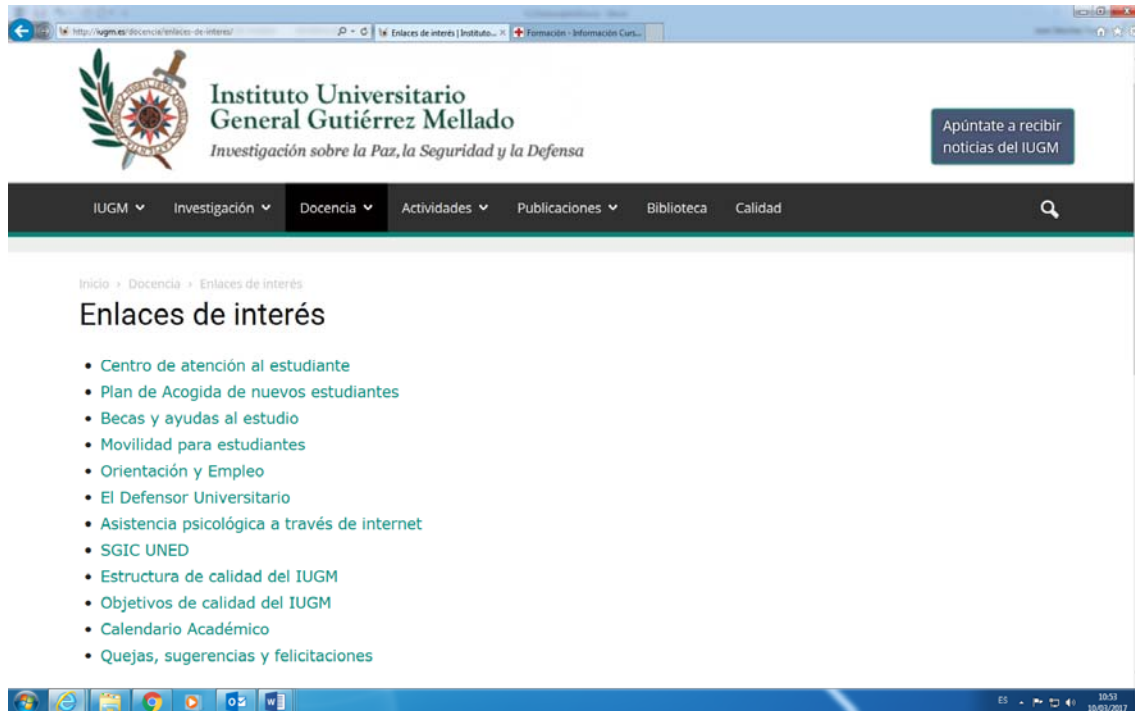 http://iugm.es/docencia/enlaces-de-interes/
Enlaces de interés | Instituto...
Formación - Información Curs...
Instituto Universitario
General Gutiérrez Mellado
Investigación sobre la Paz, la Seguridad y la Defensa
Apúntate a recibir
noticias del IUGM
IUGM Investigación Docencia Actividades Publicaciones Biblioteca Calidad
Inicio › Docencia › Enlaces de interés
Enlaces de interés
• Centro de atención al estudiante
• Plan de Acogida de nuevos estudiantes
• Becas y ayudas al estudio
• Movilidad para estudiantes
• Orientación y Empleo
• El Defensor Universitario
• Asistencia psicológica a través de internet
• SGIC UNED
• Estructura de calidad del IUGM
• Objetivos de calidad del IUGM
• Calendario Académico
• Quejas, sugerencias y felicitaciones
ES
10:53
10/03/2017